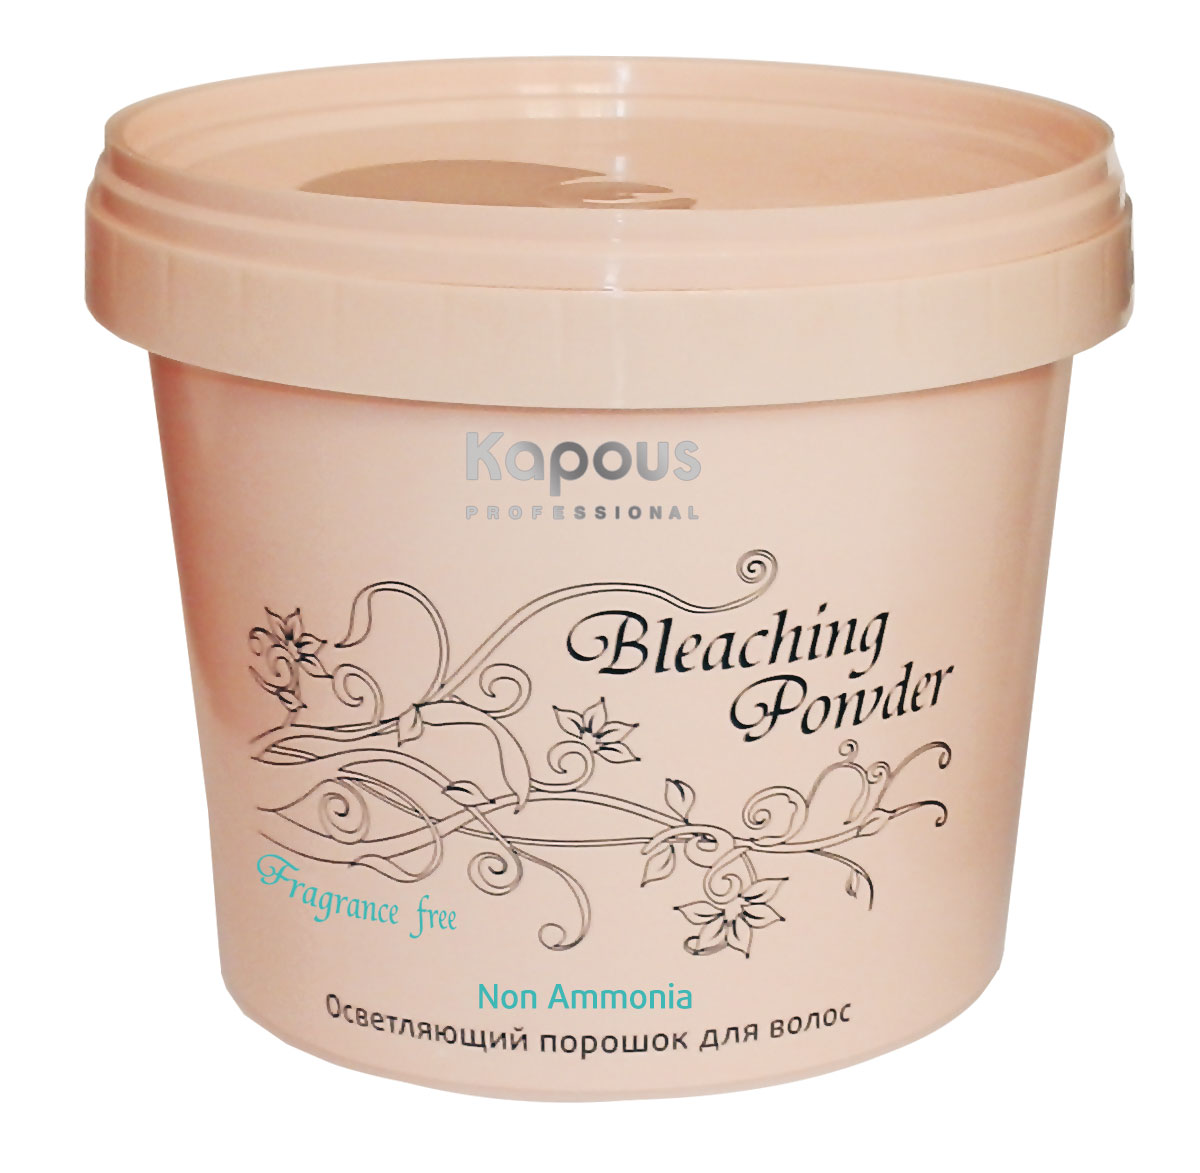 Kapous
PROFESSIONAL
Bleaching
Powder
Fragrance free
Non Ammonia
Осветляющий порошок для волос